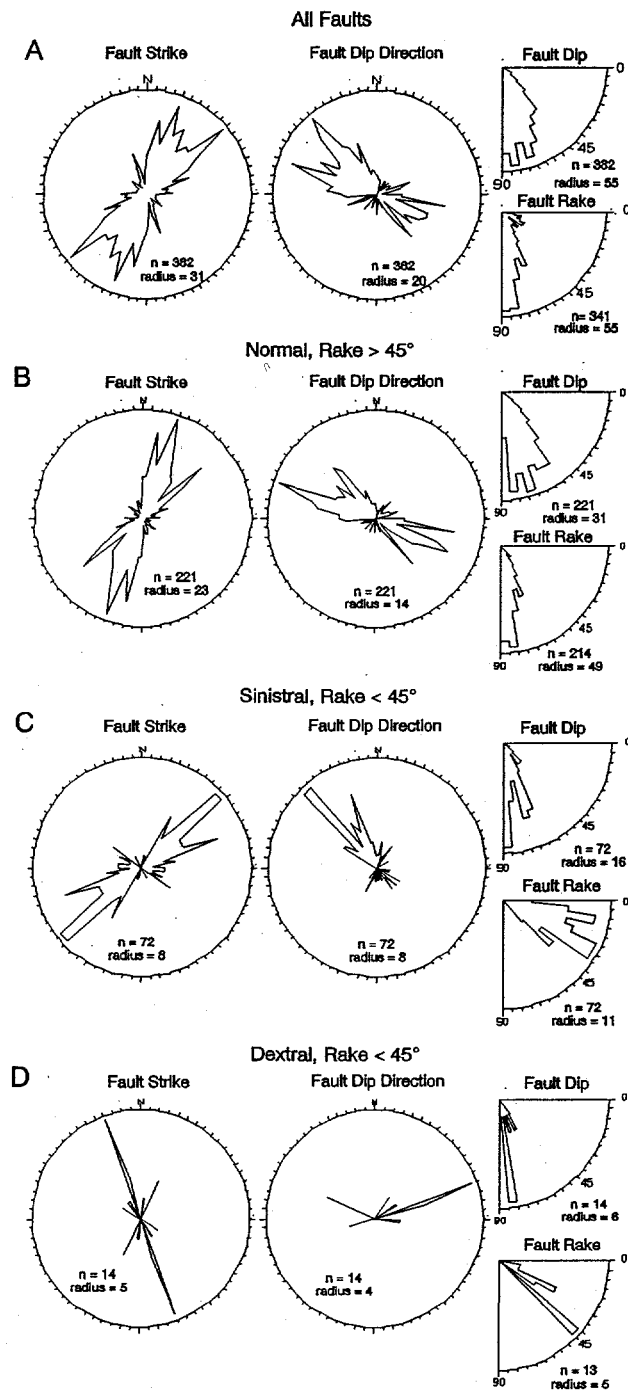 All Faults
A
Fault Strike
Fault Dip Direction
Fault Dip
N
0
45
90
n = 382
radius = 55
Fault Rake
0
45
90
n= 341
radius = 55
n = 382
radius = 31
n = 382
radius = 20
Normal, Rake > 45°
B
Fault Strike
Fault Dip Direction
Fault Dip
N
0
45
90
n = 221
radius = 31
Fault Rake
0
45
90
n = 214
radius = 49
n = 221
radius = 23
n = 221
radius = 14
Sinistral, Rake < 45°
C
Fault Strike
Fault Dip Direction
Fault Dip
N
N
0
45
90
n = 72
radius = 16
Fault Rake
0
45
90
n = 72
radius = 11
n = 72
radius = 8
n = 72
radius = 8
Dextral, Rake < 45°
D
Fault Strike
Fault Dip Direction
Fault Dip
N
0
45
90
n = 14
radius = 6
Fault Rake
0
45
90
n = 13
radius = 5
n = 14
radius = 5
n = 14
radius = 4